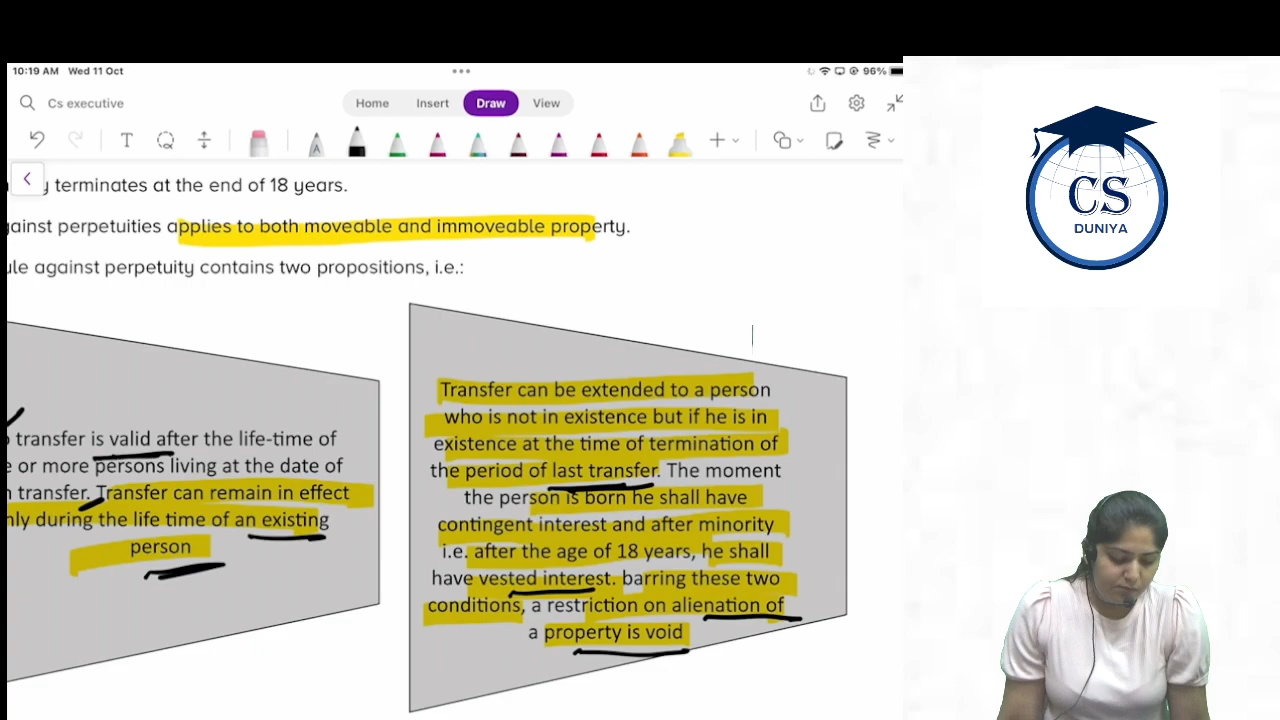 10:19 AM Wed 11 Oct
96%
Cs executive
Home Insert Draw View
T
A
y terminates at the end of 18 years.
gainst perpetuities applies to both moveable and immoveable property.
ule against perpetuity contains two propositions, i.e.:
transfer is valid after the life-time of
e or more persons living at the date of
transfer. Transfer can remain in effect
nly during the life time of an existing
person
Transfer can be extended to a person
who is not in existence but if he is in
existence at the time of termination of
the period of last transfer. The moment
the person is born he shall have
contingent interest and after minority
i.e. after the age of 18 years, he shall
have vested interest. barring these two
conditions, a restriction on alienation of
a property is void
CS
DUNIYA